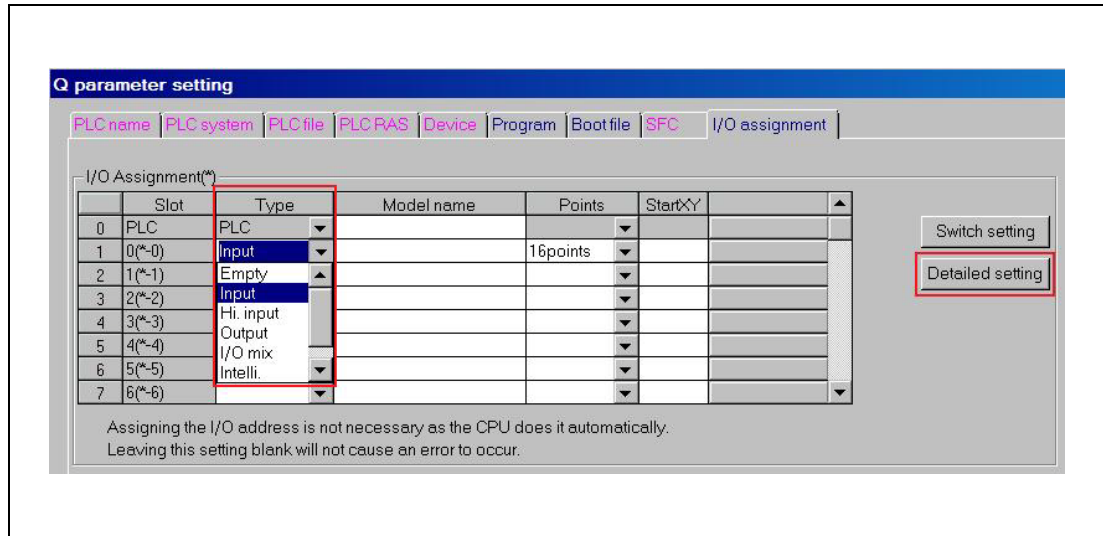 Q parameter setting
PLC name PLC system PLC file PLC RAS Device Program Boot file SFC I/O assignment
I/O Assignment(*)
Slot Type Model name Points StartXY
0 PLC PLC
1 0(*-0) Input 16points
2 1(*-1) Empty
3 2(*-2) Input
Hi. input
4 3(*-3) Output
5 4(*-4) I/O mix
6 5(*-5) Intelli.
7 6(*-6)
Switch setting
Detailed setting
Assigning the I/O address is not necessary as the CPU does it automatically.
Leaving this setting blank will not cause an error to occur.